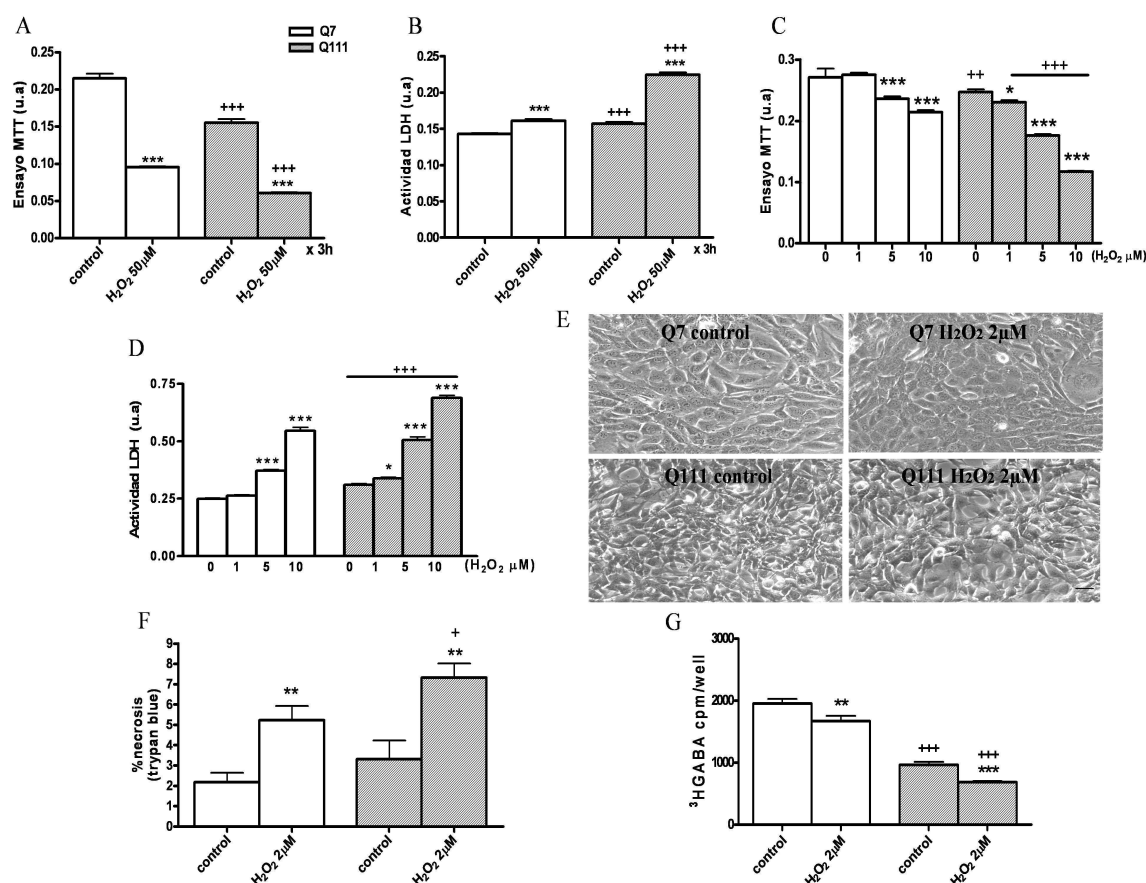 A
Q7
Q111
Ensayo MTT (u.a)
0.25
0.20
0.15
0.10
0.05
0.00
***
+++
+++
***
control
H₂O₂ 50µM
control
H₂O₂ 50µM
x 3h
B
Actividad LDH (u.a)
0.25
0.20
0.15
0.10
0.05
0.00
***
+++
+++
***
control
H₂O₂ 50µM
control
H₂O₂ 50µM
x 3h
C
Ensayo MTT (u.a)
0.3
0.2
0.1
0.0
***
***
++
+++
*
***
***
0 1 5 10 0 1 5 10 (H₂O₂ µM)
D
Actividad LDH (u.a)
0.75
0.50
0.25
0.00
***
***
+++
*
***
***
0 1 5 10 0 1 5 10 (H₂O₂ µM)
E
Q7 control
Q7 H₂O₂ 2µM
Q111 control
Q111 H₂O₂ 2µM
F
%necrosis
(trypan blue)
9
8
7
6
5
4
3
2
1
0
**
+
**
control
H₂O₂ 2µM
control
H₂O₂ 2µM
G
³HGABA cpm/well
3000
2000
1000
0
**
+++
+++
***
control
H₂O₂ 2µM
control
H₂O₂ 2µM